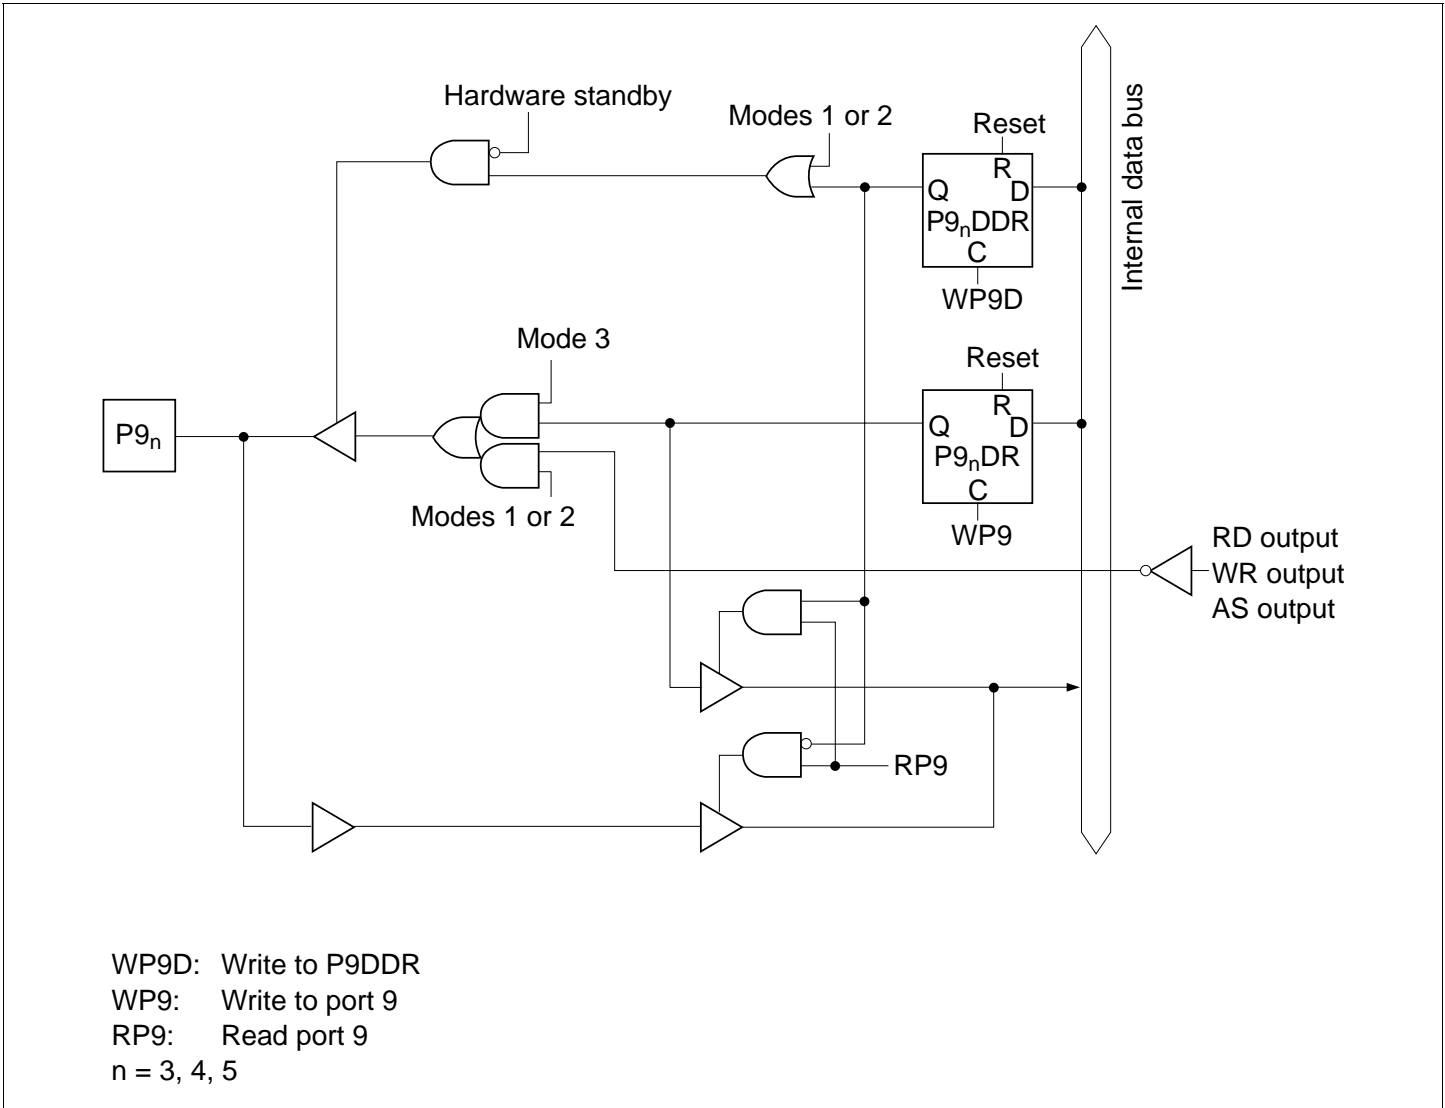 Hardware standby
Modes 1 or 2
Reset
R
Q
D
P9nDDR
C
WP9D
Internal data bus
Mode 3
Reset
R
Q
D
P9nDR
C
WP9
P9n
Modes 1 or 2
RD output
WR output
AS output
RP9
WP9D: Write to P9DDR
WP9: Write to port 9
RP9: Read port 9
n = 3, 4, 5